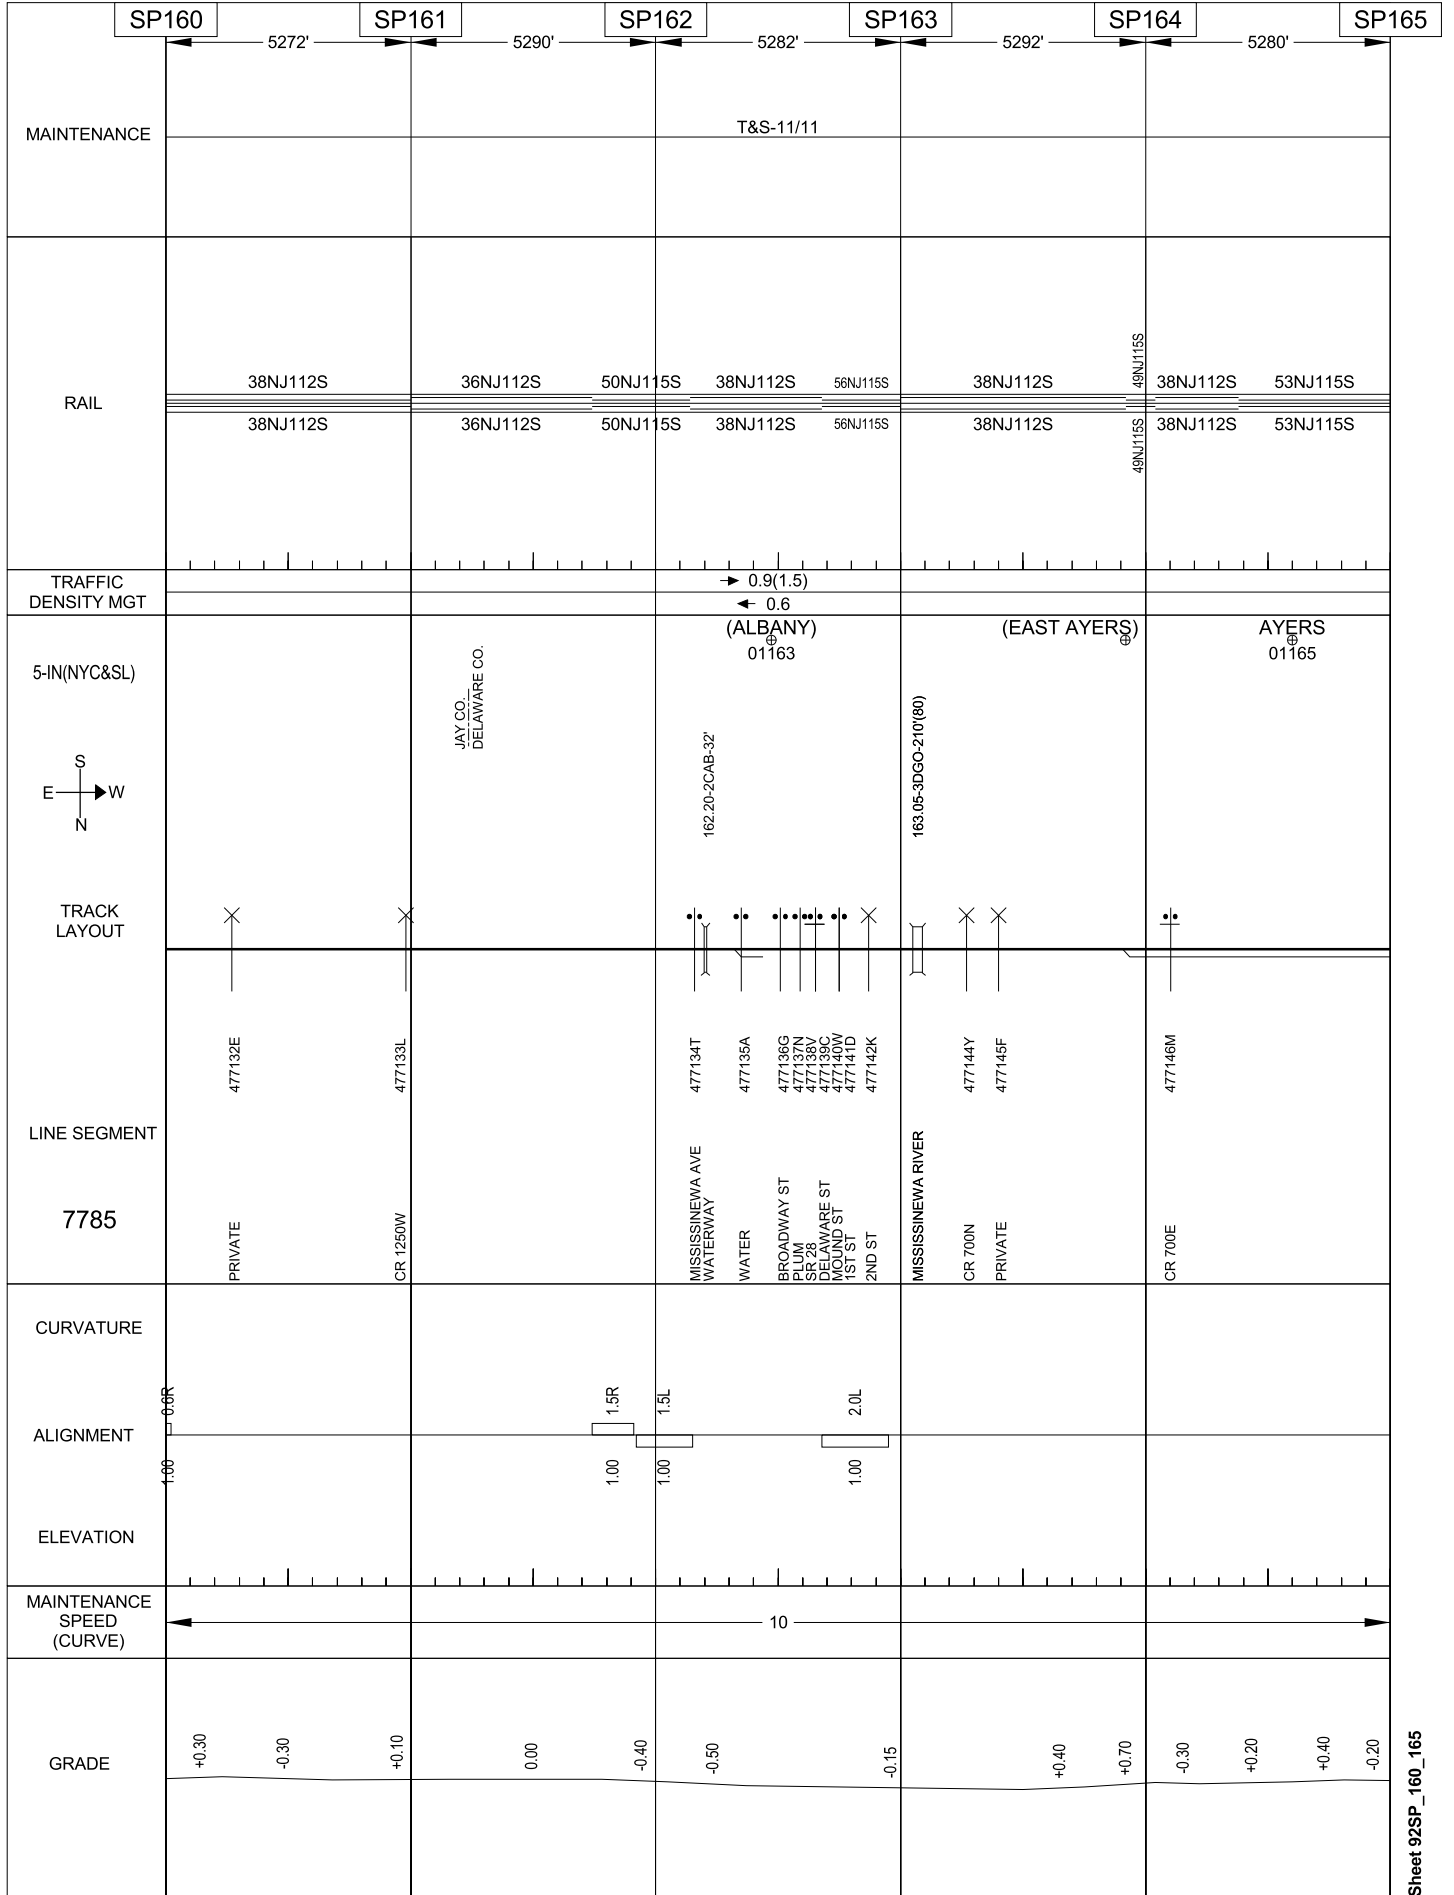 SP160 SP161 SP162 SP163 SP164 SP165
5272' 5290' 5282' 5292' 5280'
MAINTENANCE
T&S-11/11
RAIL
38NJ112S 36NJ112S 50NJ115S 38NJ112S 56NJ115S 38NJ112S 49NJ115S 38NJ112S 53NJ115S
38NJ112S 36NJ112S 50NJ115S 38NJ112S 56NJ115S 38NJ112S 49NJ115S 38NJ112S 53NJ115S
TRAFFIC
DENSITY MGT
0.9(1.5)
0.6
5-IN(NYC&SL)
(ALBANY)
01163
(EAST AYERS)
AYERS
01165
JAY CO.
DELAWARE CO.
162.20-2CAB-32'
163.05-3DGO-210'(80)
S
E W
N
TRACK
LAYOUT
477132E
477133L
477134T
477135A
477136G
477137N
477138V
477139C
477140W
477141D
477142K
477144Y
477145F
477146M
LINE SEGMENT
7785
PRIVATE
CR 1250W
MISSISSINEWA AVE
WATERWAY
WATER
BROADWAY ST
PLUM
SR 28
DELAWARE ST
MOUND ST
1ST ST
2ND ST
MISSISSINEWA RIVER
CR 700N
PRIVATE
CR 700E
CURVATURE
0.6R 1.5R 1.5L 2.0L
ALIGNMENT
1.00 1.00 1.00 1.00
ELEVATION
MAINTENANCE
SPEED
(CURVE)
10
GRADE
+0.30 -0.30 +0.10 0.00 -0.40 -0.50 -0.15 +0.40 +0.70 -0.30 +0.20 +0.40 -0.20
Sheet 92SP_160_165